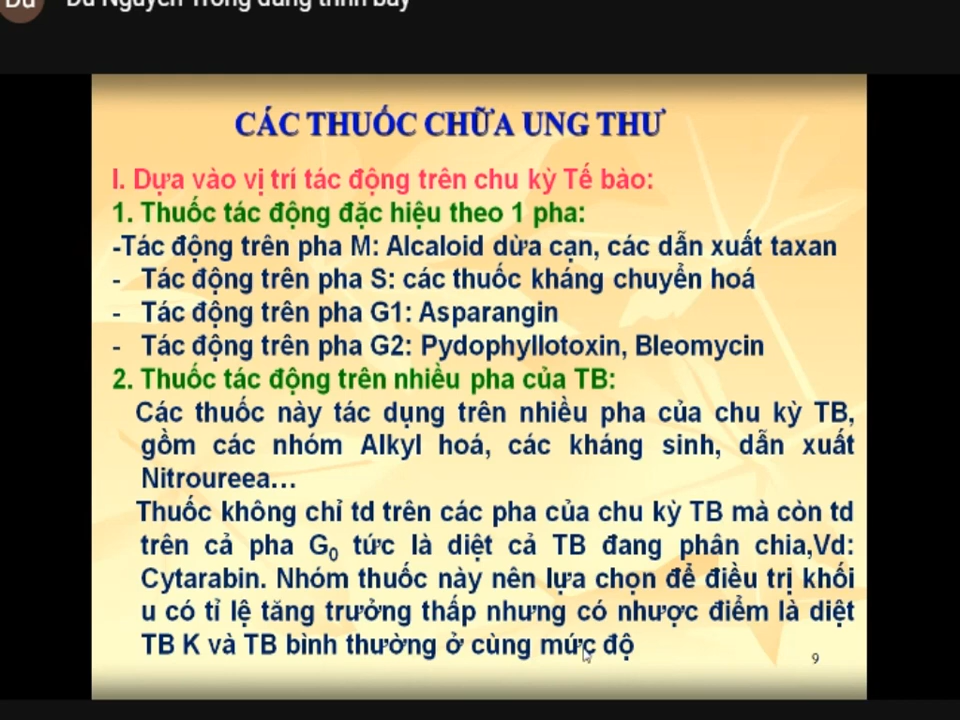 Du Nguyen Trong đang trình bày
CÁC THUỐC CHỮA UNG THƯ
I. Dựa vào vị trí tác động trên chu kỳ Tế bào:
1. Thuốc tác động đặc hiệu theo 1 pha:
-Tác động trên pha M: Alcaloid dừa cạn, các dẫn xuất taxan
- Tác động trên pha S: các thuốc kháng chuyển hoá
- Tác động trên pha G1: Asparangin
- Tác động trên pha G2: Pydophyllotoxin, Bleomycin
2. Thuốc tác động trên nhiều pha của TB:
Các thuốc này tác dụng trên nhiều pha của chu kỳ TB,
gồm các nhóm Alkyl hoá, các kháng sinh, dẫn xuất
Nitroureea...
Thuốc không chỉ td trên các pha của chu kỳ TB mà còn td
trên cả pha G₀ tức là diệt cả TB đang phân chia,Vd:
Cytarabin. Nhóm thuốc này nên lựa chọn để điều trị khối
u có tỉ lệ tăng trưởng thấp nhưng có nhược điểm là diệt
TB K và TB bình thường ở cùng mức độ
9